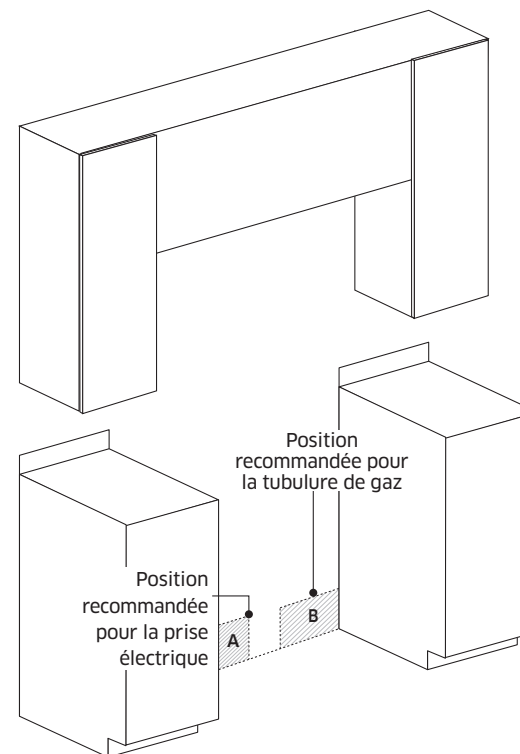 Position
recommandée pour
la tubulure de gaz
Position
recommandée
pour la prise
électrique
A
B